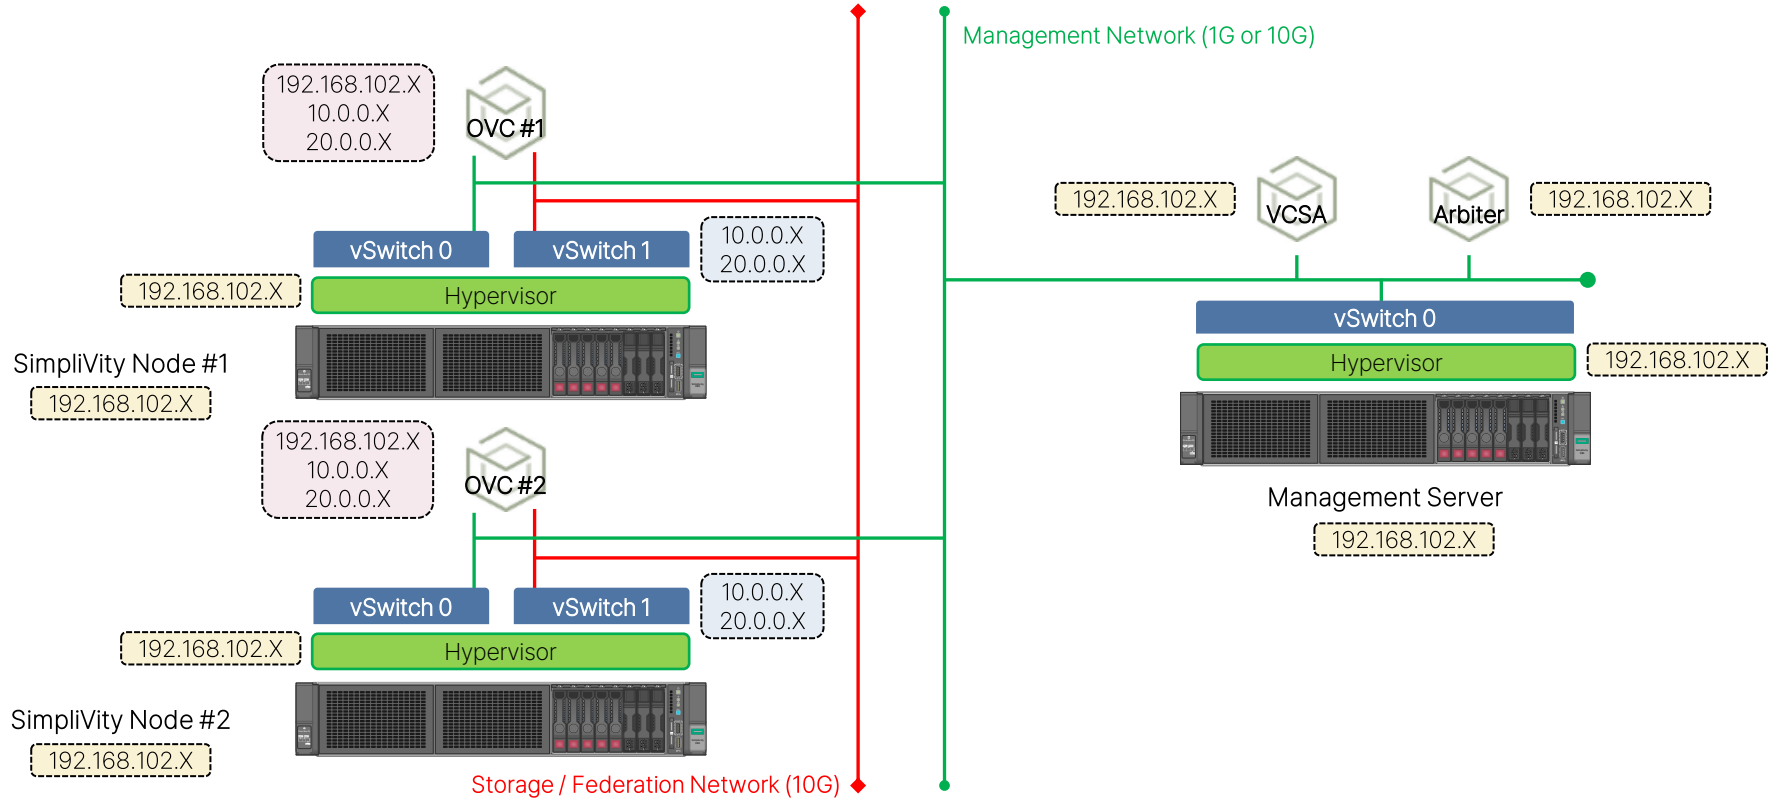 Management Network (1G or 10G)
192.168.102.X
10.0.0.X
20.0.0.X
OVC #1
vSwitch 0
vSwitch 1
10.0.0.X
20.0.0.X
192.168.102.X
Hypervisor
SimpliVity Node #1
192.168.102.X
192.168.102.X
10.0.0.X
20.0.0.X
OVC #2
vSwitch 0
vSwitch 1
10.0.0.X
20.0.0.X
192.168.102.X
Hypervisor
SimpliVity Node #2
192.168.102.X
Storage / Federation Network (10G)
192.168.102.X
VCSA
Arbiter
192.168.102.X
vSwitch 0
Hypervisor
192.168.102.X
Management Server
192.168.102.X